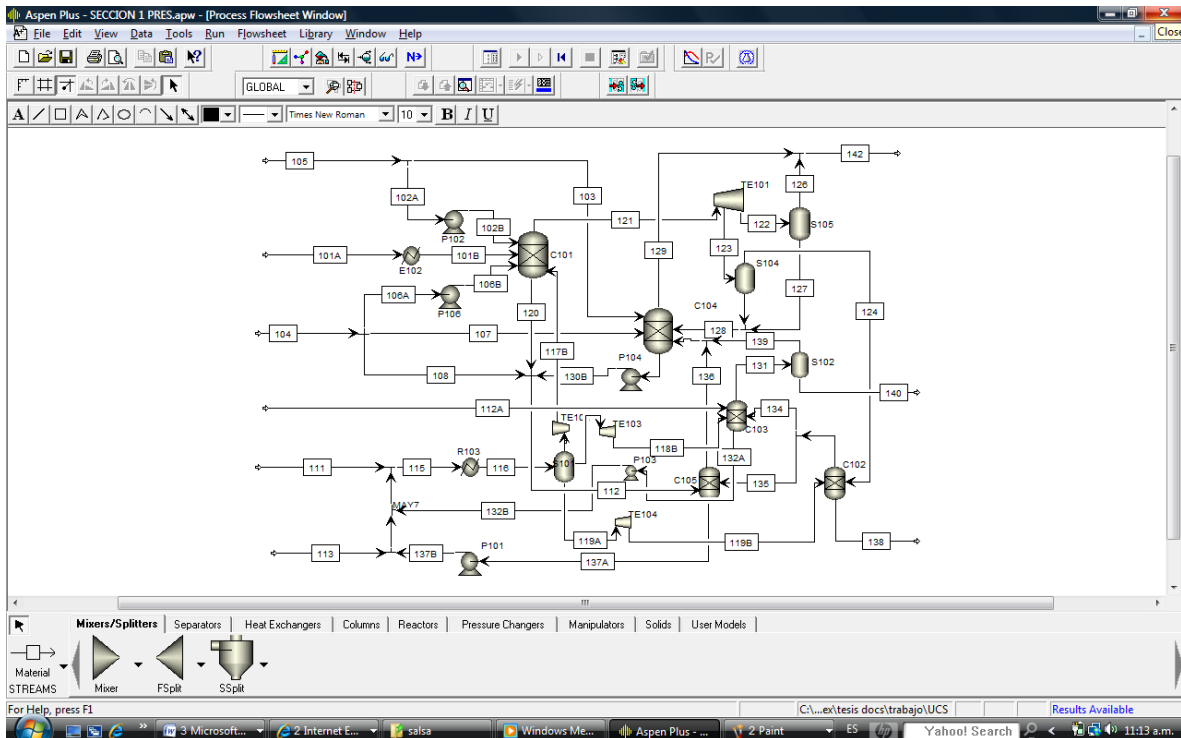 Aspen Plus - SECCION 1 PRES.apw - [Process Flowsheet Window]
File Edit View Data Tools Run Flowsheet Library Window Help
Close
N>
GLOBAL
A Times New Roman 10 B I U
105
142
102A
103
TE101
126
P102
102B
121
122
S105
101A
E102
101B
C101
129
123
S104
106A
106B
P106
120
C104
127
124
104
107
128
117B
139
108
130B
P104
136
131
S102
140
112A
134
TE10
TE103
C103
118B
132A
111
115
R103
116
S101
P103
C105
135
C102
112
MAY7
132B
TE104
119A
119B
138
113
137B
P101
137A
Mixers/Splitters Separators Heat Exchangers Columns Reactors Pressure Changers Manipulators Solids User Models
Material
STREAMS Mixer FSplit SSplit
For Help, press F1 C:\...ex\tesis docs\trabajo\UCS Results Available
3 Microsoft... 2 Internet E... salsa Windows Me... Aspen Plus - ... 2 Paint ES hp Yahoo! Search 11:13 a.m.